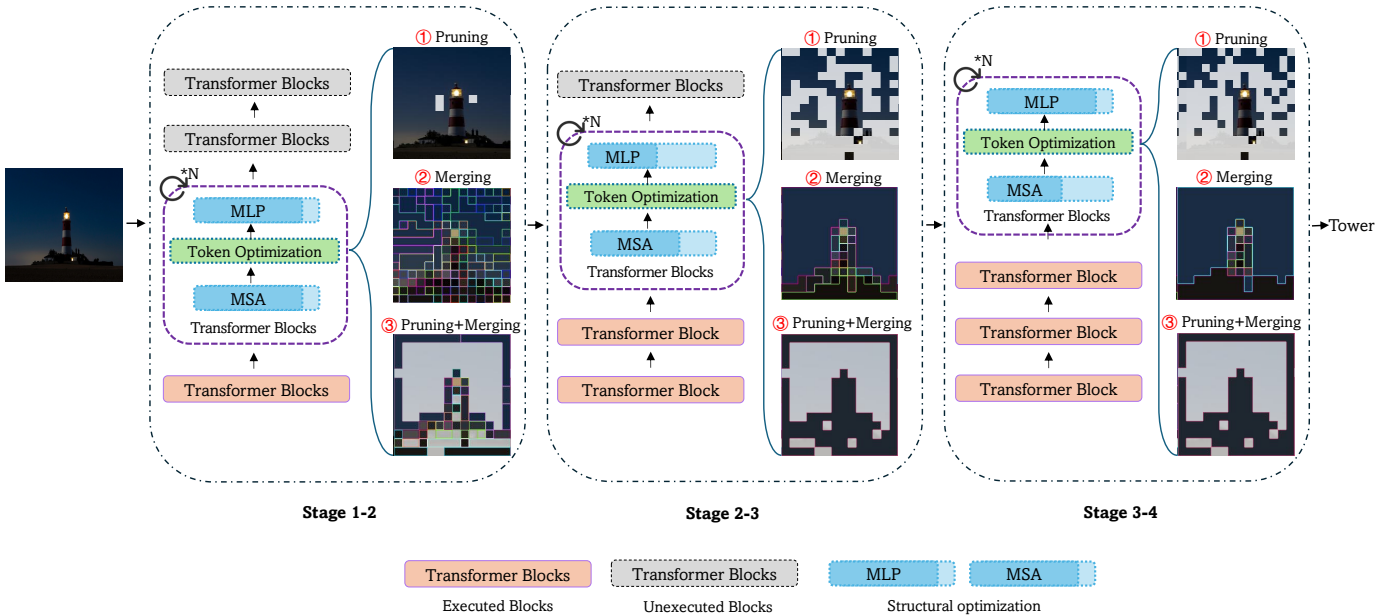 Transformer Blocks
Transformer Blocks
*N
MLP
Token Optimization
MSA
Transformer Blocks
Transformer Blocks
① Pruning
② Merging
③ Pruning+Merging
Stage 1-2
Transformer Blocks
*N
MLP
Token Optimization
MSA
Transformer Blocks
Transformer Block
Transformer Block
① Pruning
② Merging
③ Pruning+Merging
Stage 2-3
*N
MLP
Token Optimization
MSA
Transformer Blocks
Transformer Block
Transformer Block
Transformer Block
① Pruning
② Merging
③ Pruning+Merging
Stage 3-4
Tower
Transformer Blocks
Executed Blocks
Transformer Blocks
Unexecuted Blocks
MLP
MSA
Structural optimization